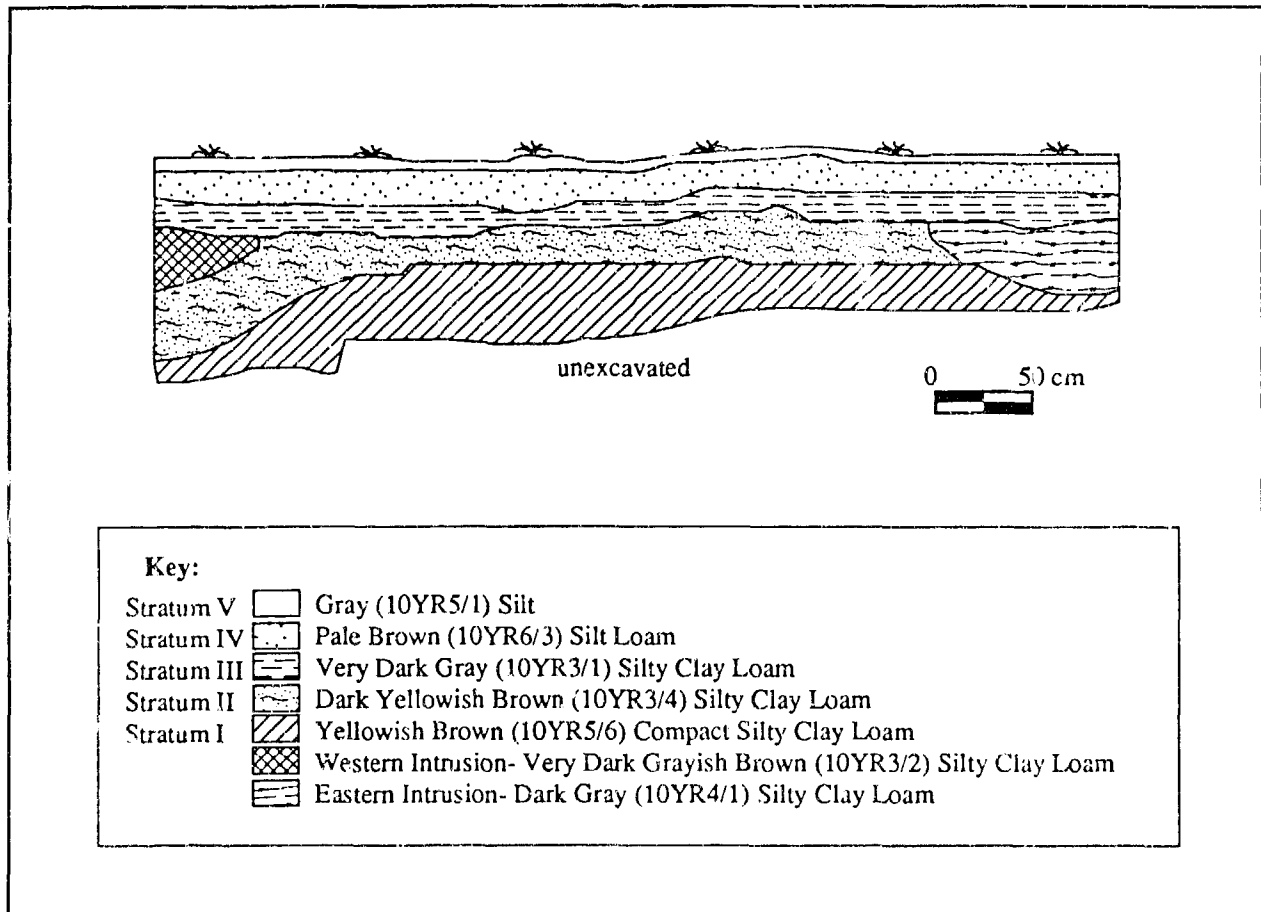 unexcavated
0 50 cm
Key:
Stratum V Gray (10YR5/1) Silt
Stratum IV Pale Brown (10YR6/3) Silt Loam
Stratum III Very Dark Gray (10YR3/1) Silty Clay Loam
Stratum II Dark Yellowish Brown (10YR3/4) Silty Clay Loam
Stratum I Yellowish Brown (10YR5/6) Compact Silty Clay Loam
Western Intrusion- Very Dark Grayish Brown (10YR3/2) Silty Clay Loam
Eastern Intrusion- Dark Gray (10YR4/1) Silty Clay Loam